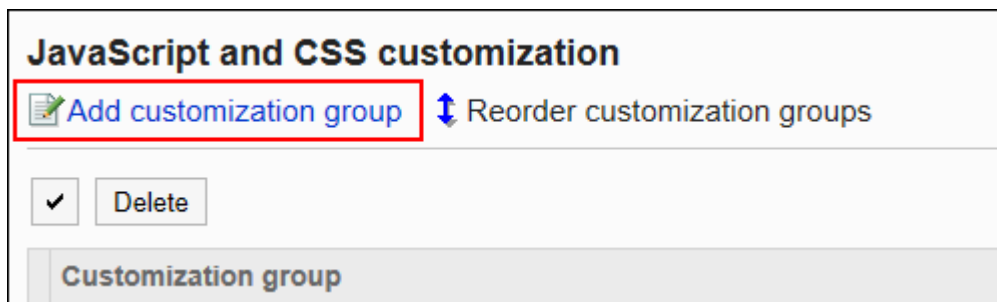 JavaScript and CSS customization
Add customization group Reorder customization groups
Delete
Customization group